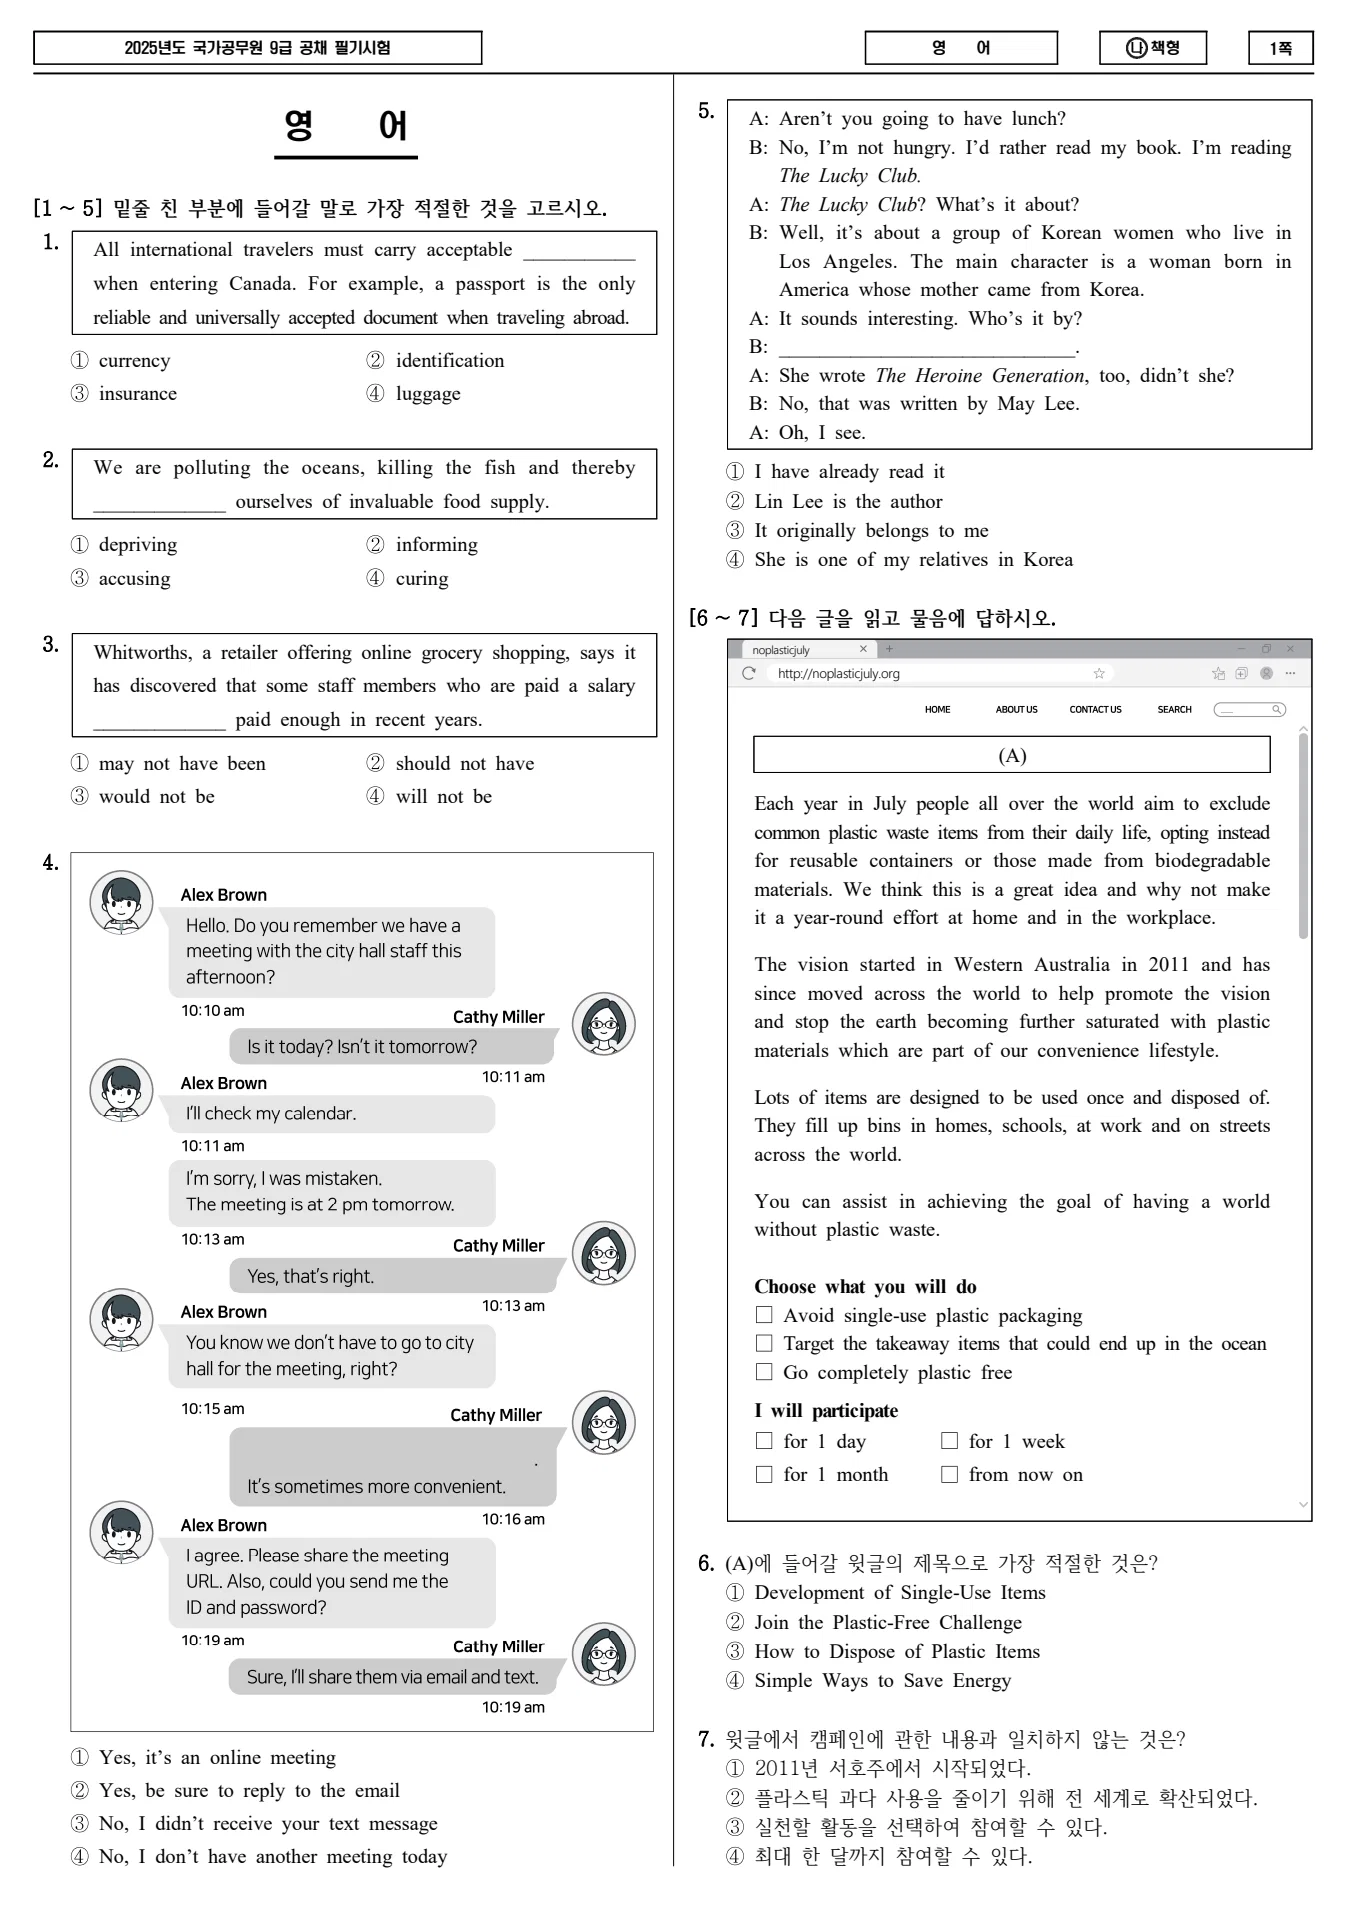 2025년도 국가공무원 9급 공채 필기시험
영 어
㉯책형
1쪽
영 어
[1 ~ 5] 밑줄 친 부분에 들어갈 말로 가장 적절한 것을 고르시오.
1.
All international travelers must carry acceptable ___________
when entering Canada. For example, a passport is the only
reliable and universally accepted document when traveling abroad.
① currency ② identification
③ insurance ④ luggage
2.
We are polluting the oceans, killing the fish and thereby
_____________ ourselves of invaluable food supply.
① depriving ② informing
③ accusing ④ curing
3.
Whitworths, a retailer offering online grocery shopping, says it
has discovered that some staff members who are paid a salary
_____________ paid enough in recent years.
① may not have been ② should not have
③ would not be ④ will not be
4.
Alex Brown
Hello. Do you remember we have a
meeting with the city hall staff this
afternoon?
10:10 am
Cathy Miller
Is it today? Isn't it tomorrow?
10:11 am
Alex Brown
I'll check my calendar.
10:11 am
I'm sorry, I was mistaken.
The meeting is at 2 pm tomorrow.
10:13 am
Cathy Miller
Yes, that's right.
10:13 am
Alex Brown
You know we don't have to go to city
hall for the meeting, right?
10:15 am
Cathy Miller
.
It's sometimes more convenient.
10:16 am
Alex Brown
I agree. Please share the meeting
URL. Also, could you send me the
ID and password?
10:19 am
Cathy Miller
Sure, I'll share them via email and text.
10:19 am
① Yes, it's an online meeting
② Yes, be sure to reply to the email
③ No, I didn't receive your text message
④ No, I don't have another meeting today
5.
A: Aren't you going to have lunch?
B: No, I'm not hungry. I'd rather read my book. I'm reading
The Lucky Club.
A: The Lucky Club? What's it about?
B: Well, it's about a group of Korean women who live in
Los Angeles. The main character is a woman born in
America whose mother came from Korea.
A: It sounds interesting. Who's it by?
B: _____________________________.
A: She wrote The Heroine Generation, too, didn't she?
B: No, that was written by May Lee.
A: Oh, I see.
① I have already read it
② Lin Lee is the author
③ It originally belongs to me
④ She is one of my relatives in Korea
[6 ~ 7] 다음 글을 읽고 물음에 답하시오.
noplasticjuly
http://noplasticjuly.org
HOME ABOUT US CONTACT US SEARCH
(A)
Each year in July people all over the world aim to exclude
common plastic waste items from their daily life, opting instead
for reusable containers or those made from biodegradable
materials. We think this is a great idea and why not make
it a year-round effort at home and in the workplace.
The vision started in Western Australia in 2011 and has
since moved across the world to help promote the vision
and stop the earth becoming further saturated with plastic
materials which are part of our convenience lifestyle.
Lots of items are designed to be used once and disposed of.
They fill up bins in homes, schools, at work and on streets
across the world.
You can assist in achieving the goal of having a world
without plastic waste.
Choose what you will do
□ Avoid single-use plastic packaging
□ Target the takeaway items that could end up in the ocean
□ Go completely plastic free
I will participate
□ for 1 day □ for 1 week
□ for 1 month □ from now on
6. (A)에 들어갈 윗글의 제목으로 가장 적절한 것은?
① Development of Single-Use Items
② Join the Plastic-Free Challenge
③ How to Dispose of Plastic Items
④ Simple Ways to Save Energy
7. 윗글에서 캠페인에 관한 내용과 일치하지 않는 것은?
① 2011년 서호주에서 시작되었다.
② 플라스틱 과다 사용을 줄이기 위해 전 세계로 확산되었다.
③ 실천할 활동을 선택하여 참여할 수 있다.
④ 최대 한 달까지 참여할 수 있다.